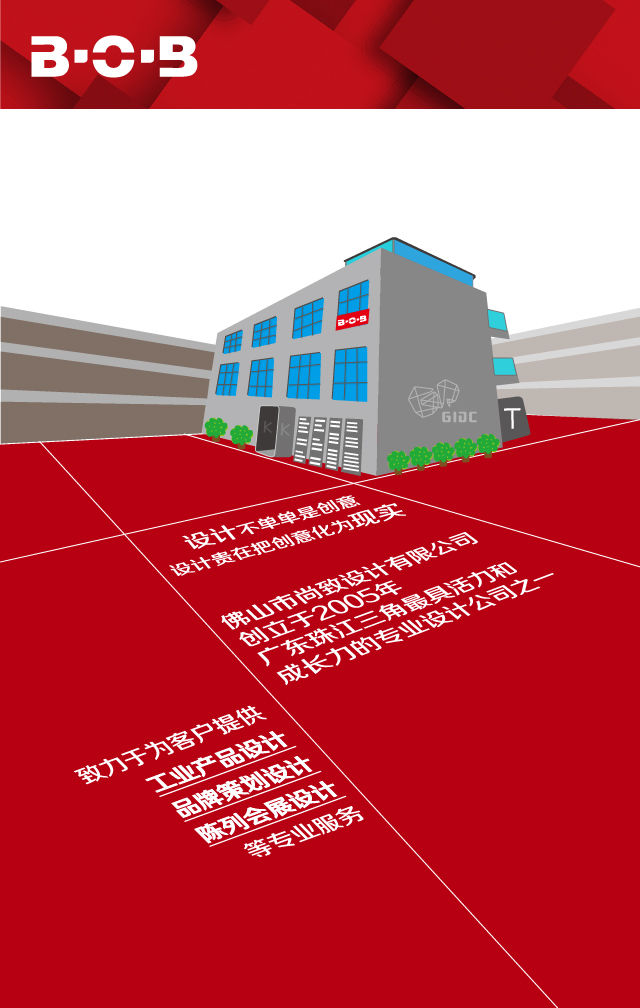 B·O·B
B·O·B
GIDC
T
K
K
设计不单单是创意
设计贵在把创意化为现实
佛山市尚致设计有限公司
创立于2005年
广东珠江三角最具活力和
成长力的专业设计公司之一
致力于为客户提供
工业产品设计
品牌策划设计
陈列会展设计
等专业服务